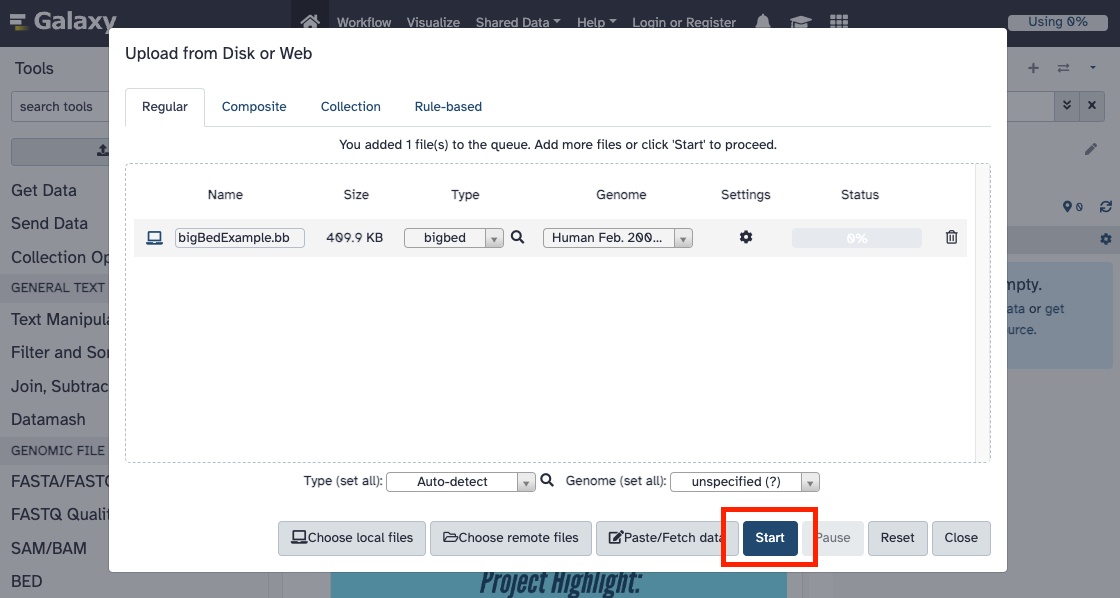 Galaxy
Workflow Visualize Shared Data Help Login or Register
Using 0%
Upload from Disk or Web
Tools
search tools
Regular Composite Collection Rule-based
You added 1 file(s) to the queue. Add more files or click 'Start' to proceed.
Name Size Type Genome Settings Status
bigBedExample.bb 409.9 KB bigbed Human Feb. 200... 0%
Get Data
Send Data
Collection Op
GENERAL TEXT
Text Manipula
Filter and Sor
Join, Subtrac
Datamash
GENOMIC FILE
FASTA/FASTQ
FASTQ Qualit
SAM/BAM
BED
0
mpty.
ata or get
urce.
Type (set all): Auto-detect Genome (set all): unspecified (?)
Choose local files Choose remote files Paste/Fetch data Start Pause Reset Close
Project Highlight: